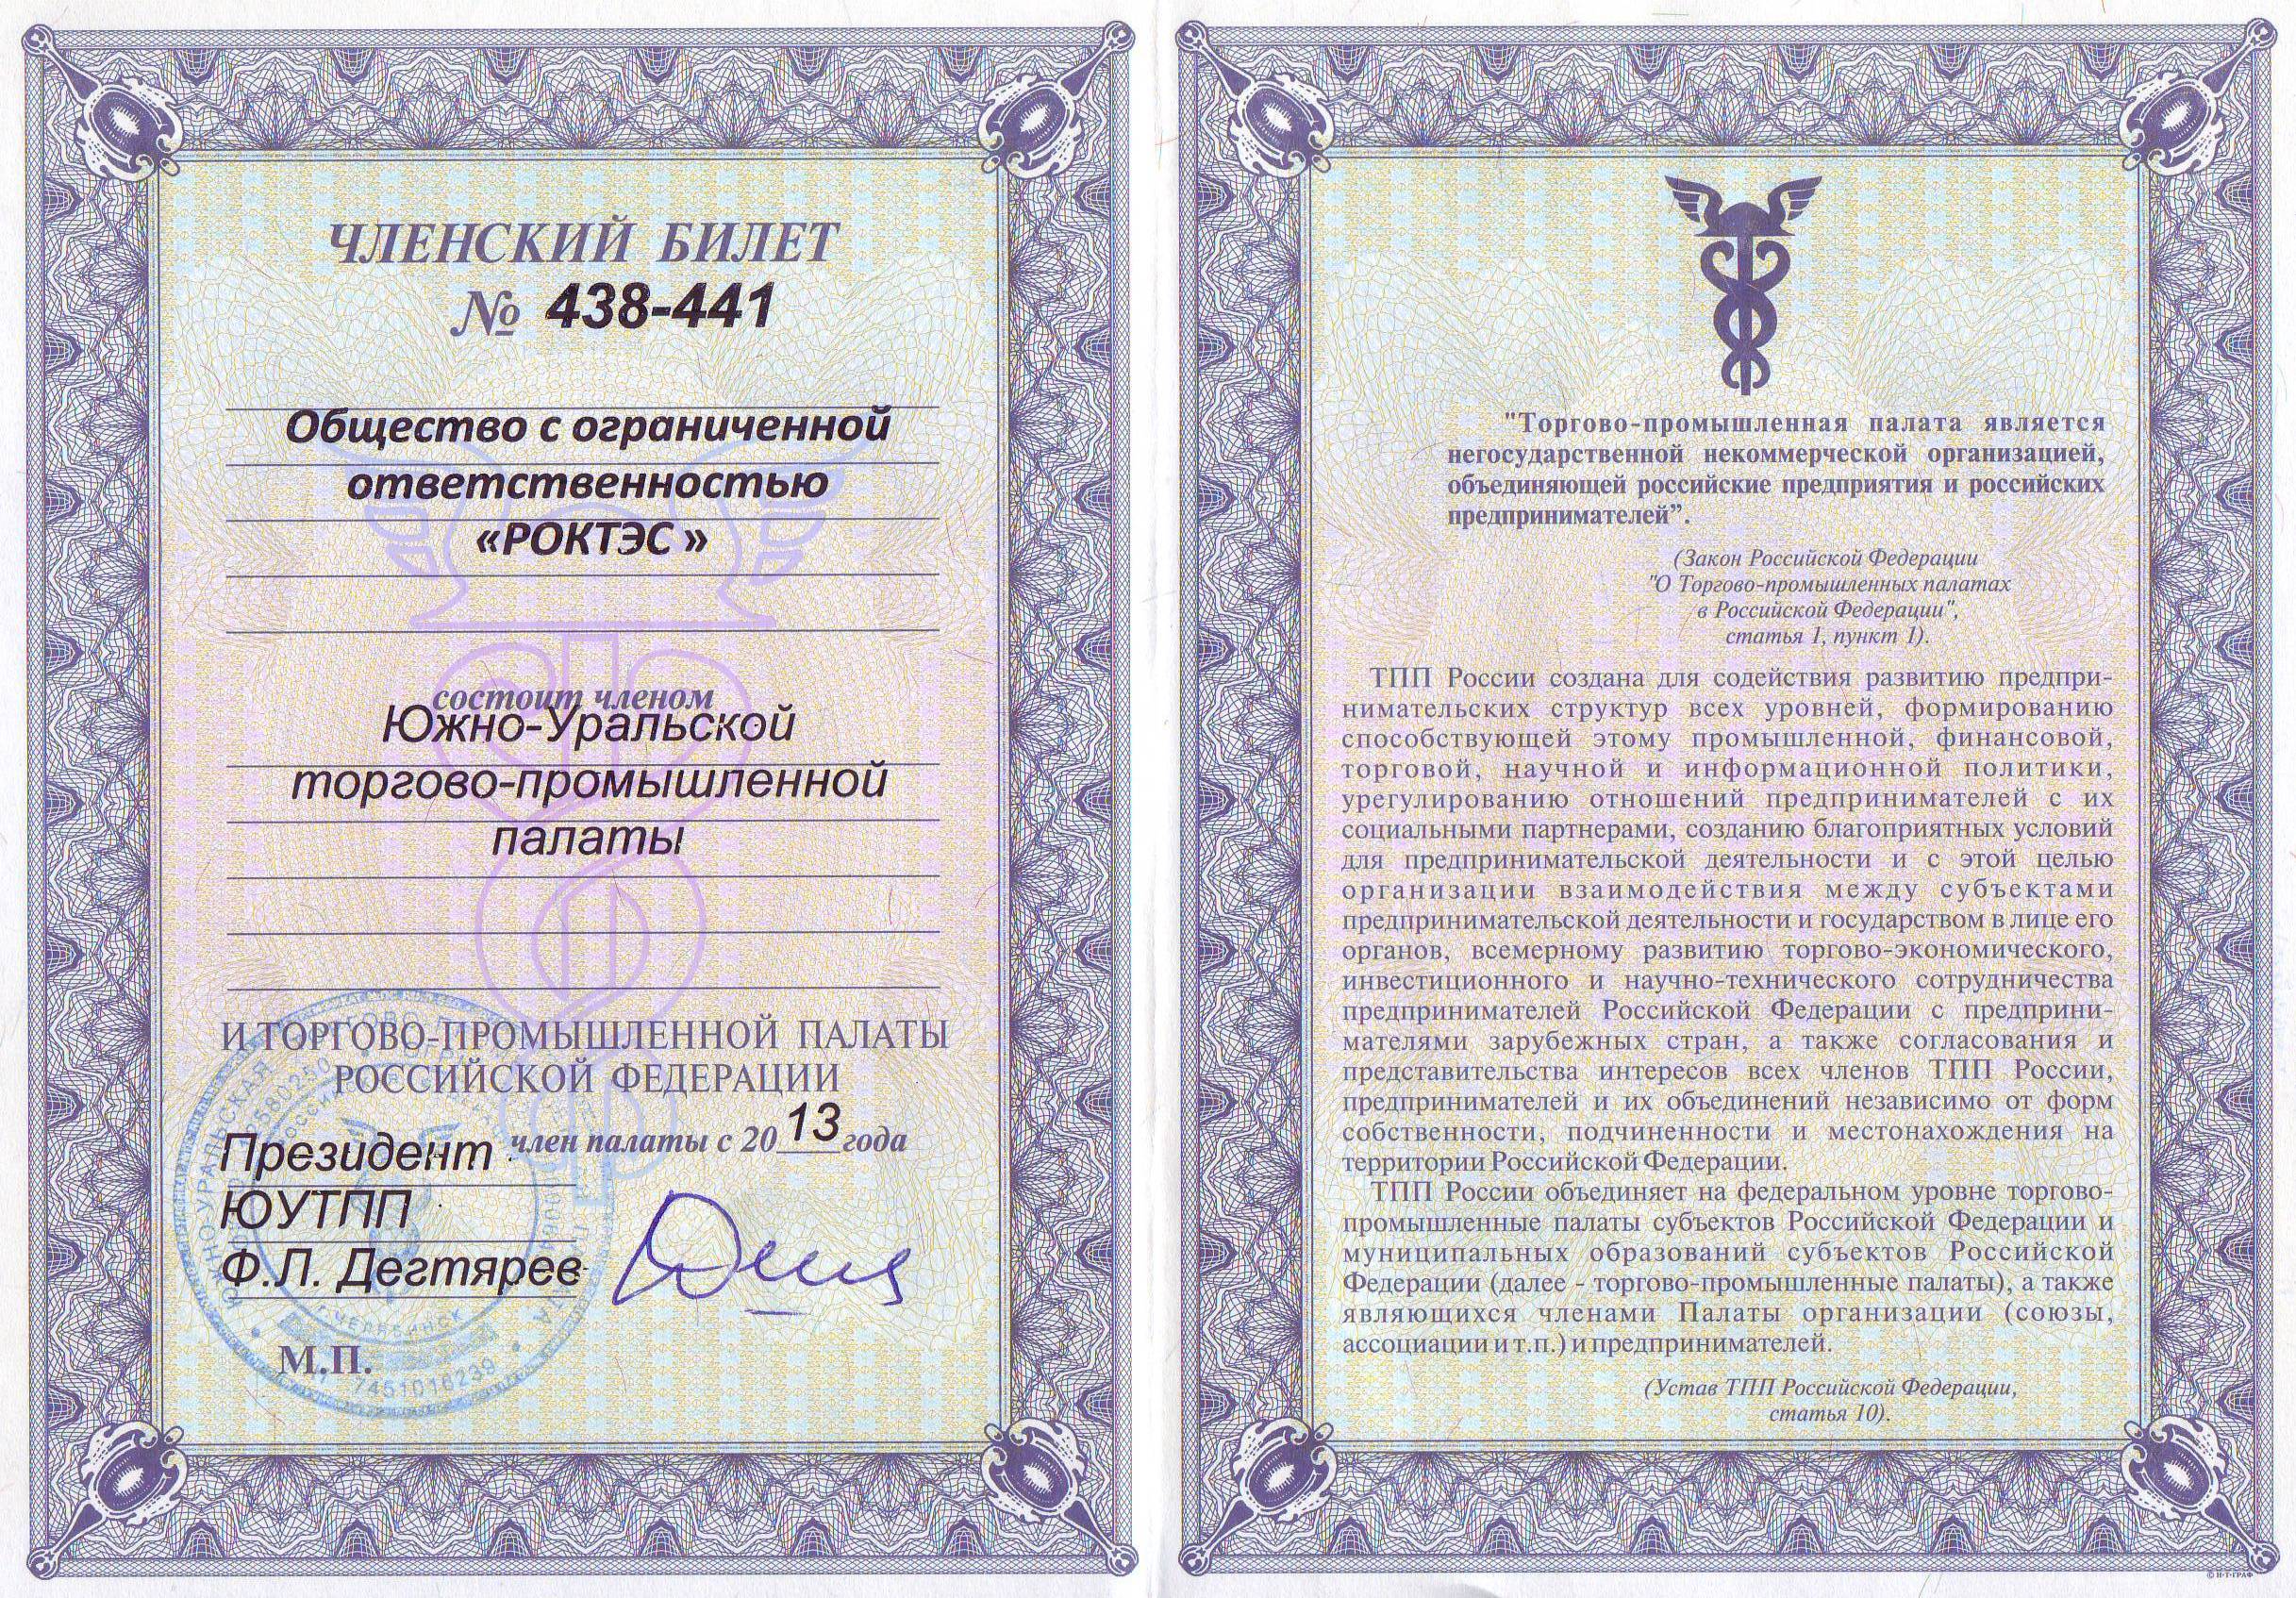 ЧЛЕНСКИЙ БИЛЕТ
№ 438-441
Общество с ограниченной
ответственностью
«РОКТЭС »
состоит членом
Южно-Уральской
торгово-промышленной
палаты
И ТОРГОВО-ПРОМЫШЛЕННОЙ ПАЛАТЫ
РОССИЙСКОЙ ФЕДЕРАЦИИ
член палаты с 2013 года
Президент
ЮУТПП
Ф.Л. Дегтярев
г.ЧЕЛЯБИНСК
М.П.
7451016239
"Торгово-промышленная палата является
негосударственной некоммерческой организацией,
объединяющей российские предприятия и российских
предпринимателей”.
(Закон Российской Федерации
"О Торгово-промышленных палатах
в Российской Федерации",
статья 1, пункт 1).
ТПП России создана для содействия развитию предпри-
нимательских структур всех уровней, формированию
способствующей этому промышленной, финансовой,
торговой, научной и информационной политики,
урегулированию отношений предпринимателей с их
социальными партнерами, созданию благоприятных условий
для предпринимательской деятельности и с этой целью
организации взаимодействия между субъектами
предпринимательской деятельности и государством в лице его
органов, всемерному развитию торгово-экономического,
инвестиционного и научно-технического сотрудничества
предпринимателей Российской Федерации с предприни-
мателями зарубежных стран, а также согласования и
представительства интересов всех членов ТПП России,
предпринимателей и их объединений независимо от форм
собственности, подчиненности и местонахождения на
территории Российской Федерации.
ТПП России объединяет на федеральном уровне торгово-
промышленные палаты субъектов Российской Федерации и
муниципальных образований субъектов Российской
Федерации (далее - торгово-промышленные палаты), а также
являющихся членами Палаты организации (союзы,
ассоциации и т.п.) и предпринимателей.
(Устав ТПП Российской Федерации,
статья 10).
© Н•Т•ГРАФ